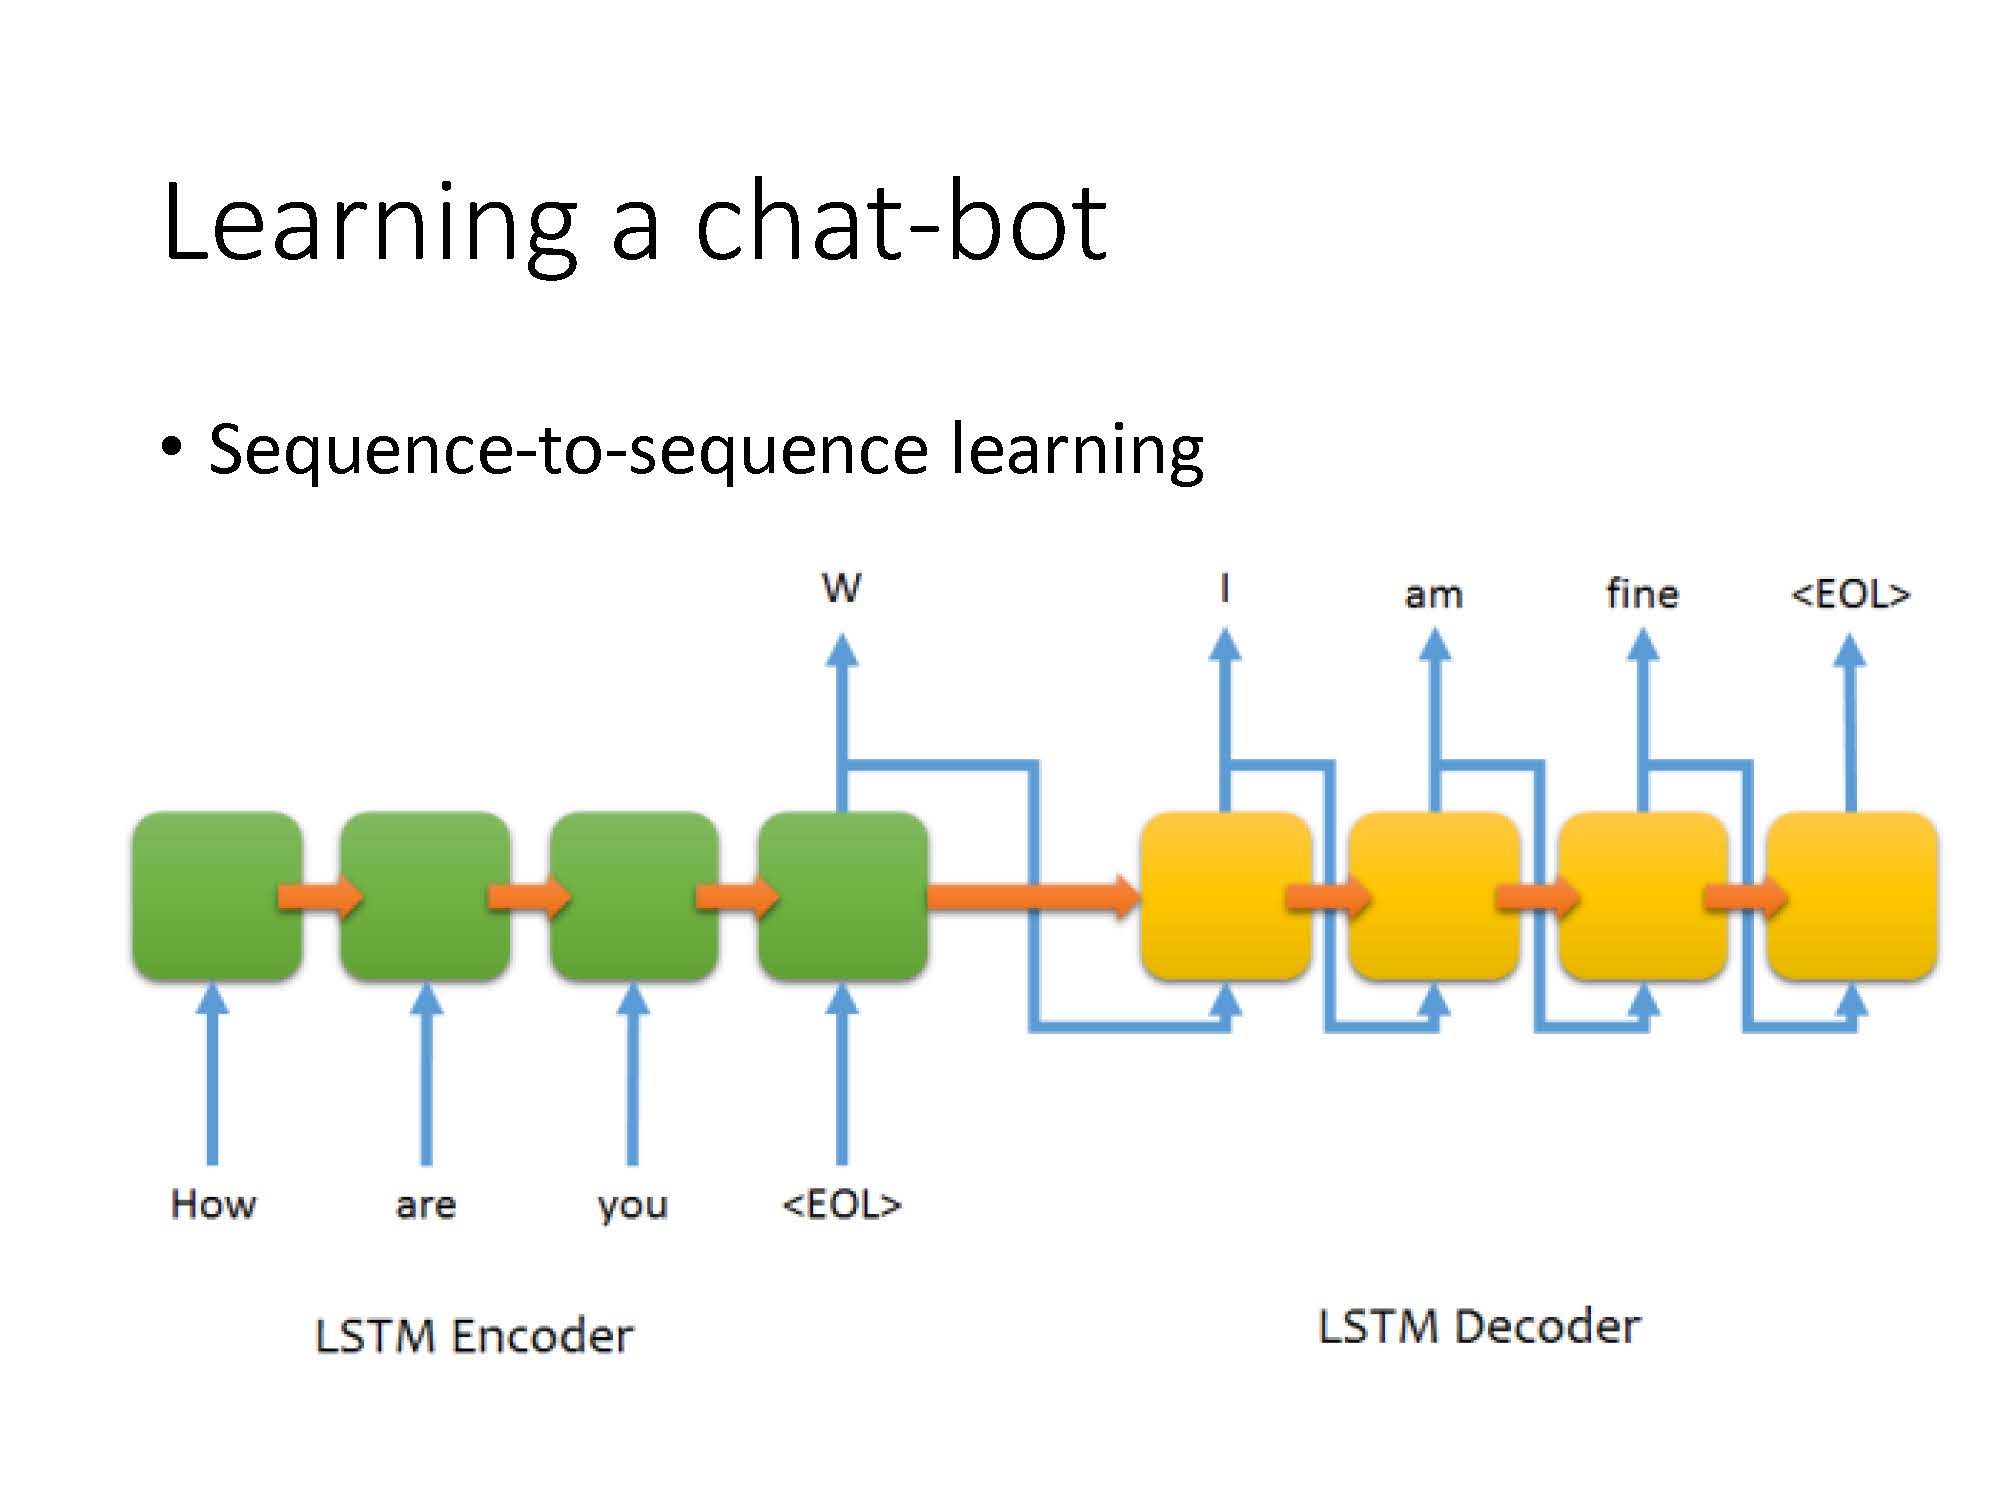 Learning a chat-bot
• Sequence-to-sequence learning
W I am fine <EOL>
How are you <EOL>
LSTM Encoder LSTM Decoder